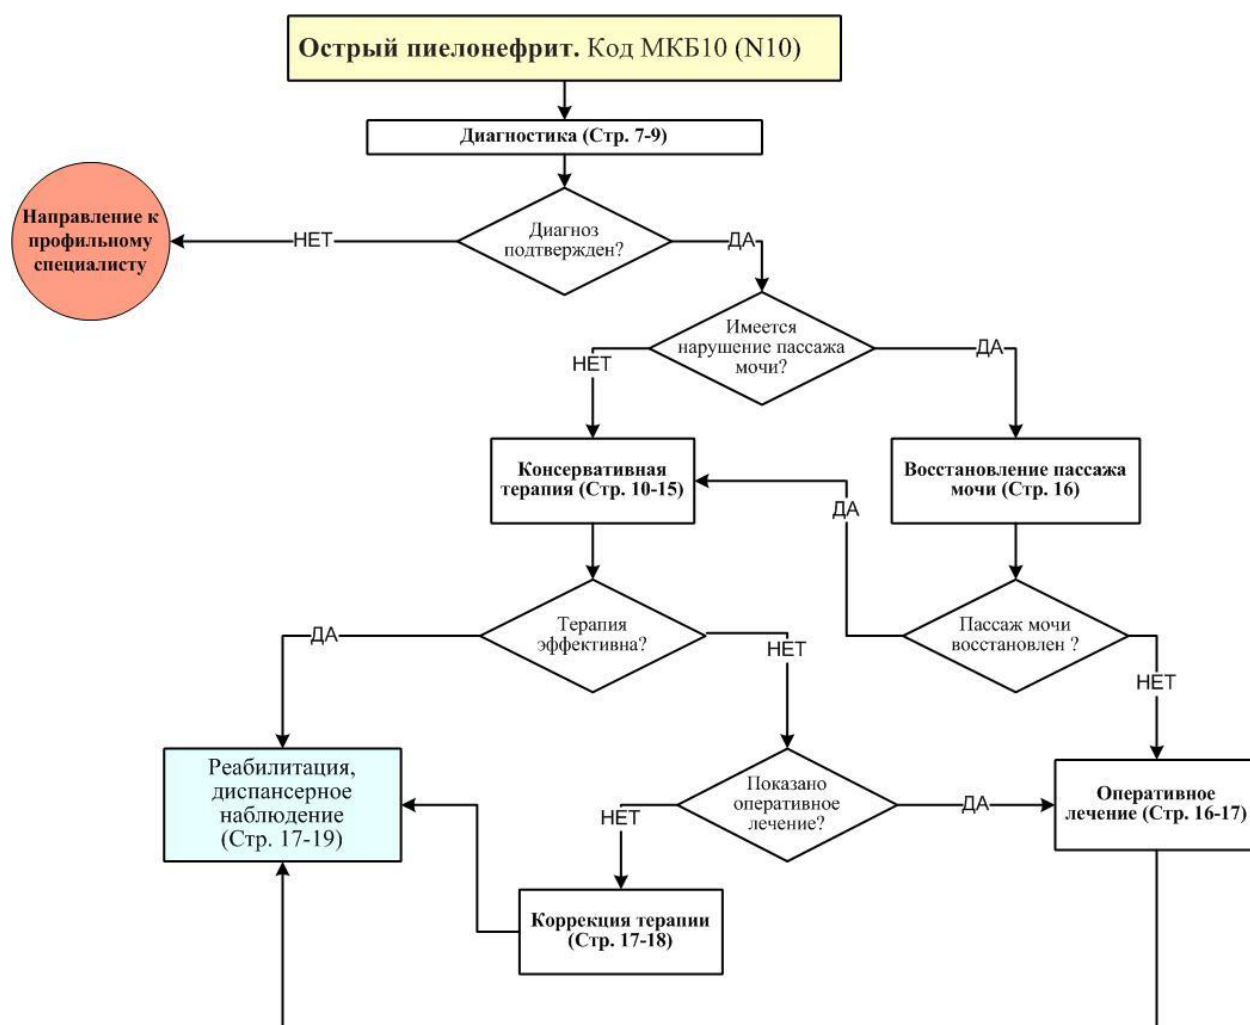 Острый пиелонефрит. Код МКБ10 (N10)
Диагностика (Стр. 7-9)
Направление к
профильному
специалисту
НЕТ
Диагноз
подтвержден?
ДА
Имеется
нарушение пассажа
мочи?
НЕТ
ДА
Консервативная
терапия (Стр. 10-15)
Восстановление пассажа
мочи (Стр. 16)
ДА
Терапия
эффективна?
ДА
НЕТ
Пассаж мочи
восстановлен ?
НЕТ
Реабилитация,
диспансерное
наблюдение
(Стр. 17-19)
Показано
оперативное
лечение?
НЕТ
ДА
Оперативное
лечение (Стр. 16-17)
Коррекция терапии
(Стр. 17-18)